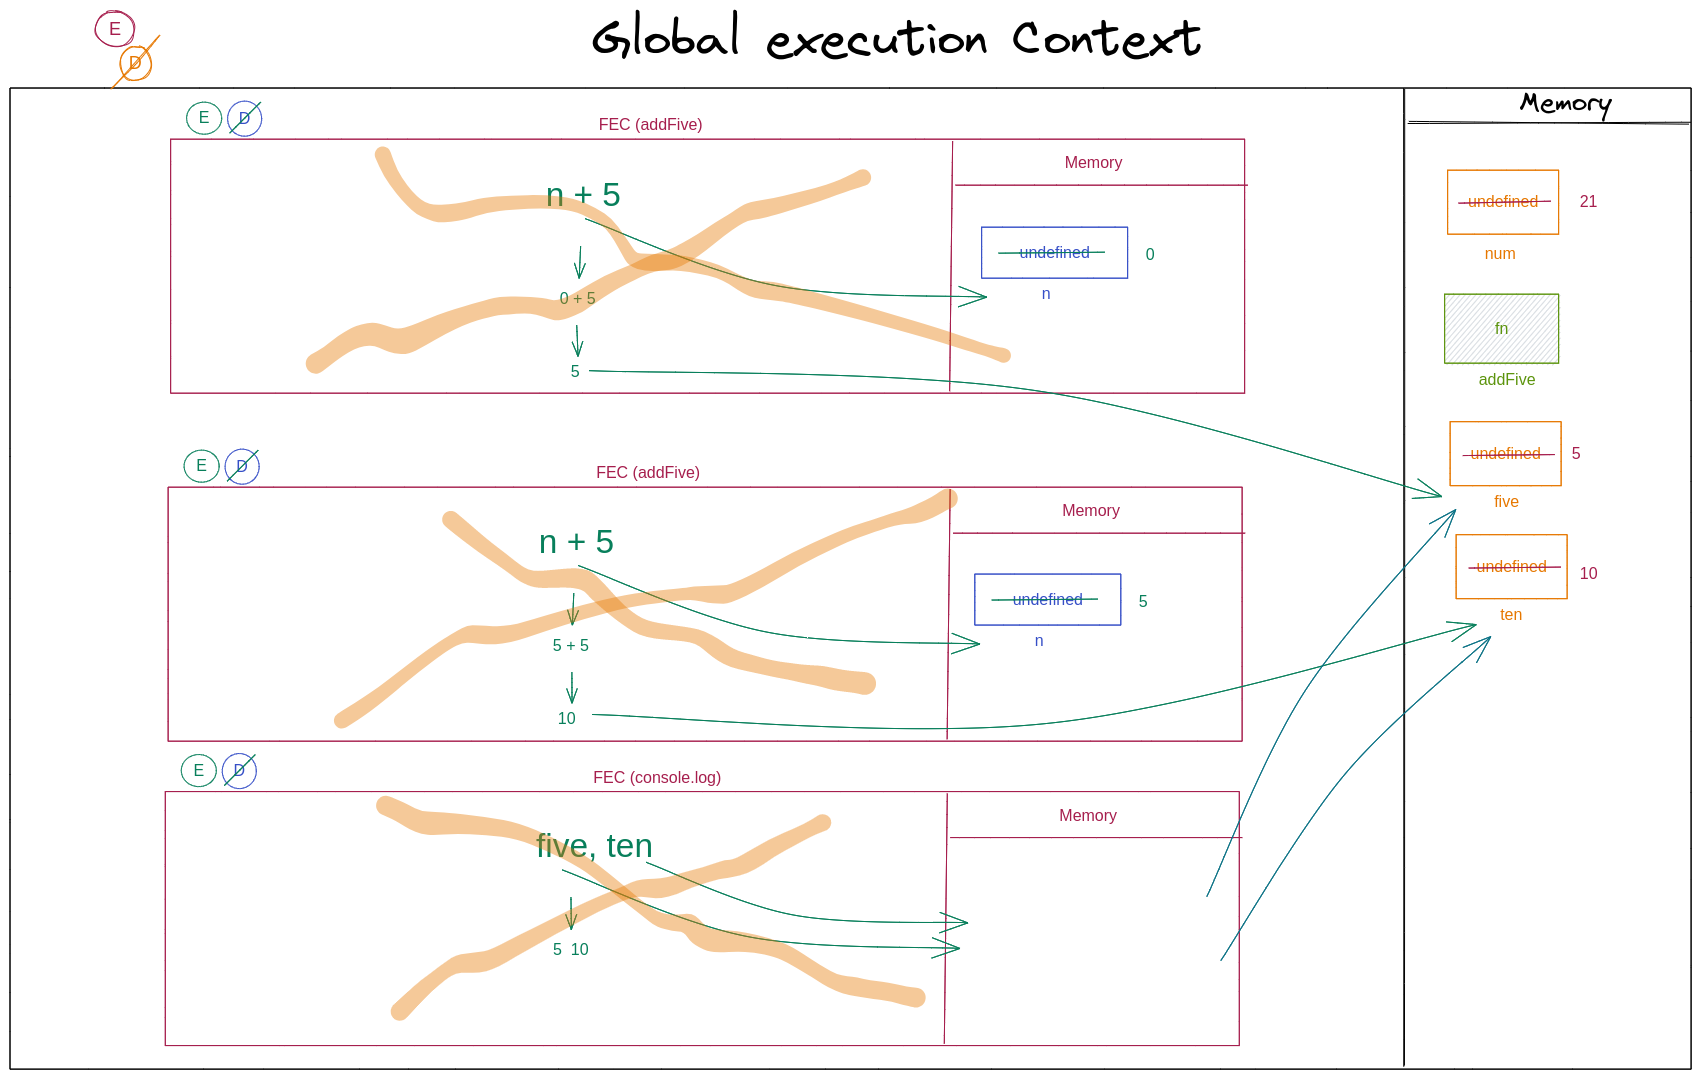 E
Global execution Context
D
E D
FEC (addFive)
Memory
n + 5
undefined 0
n
0 + 5
5
E D
FEC (addFive)
Memory
n + 5
undefined 5
n
5 + 5
10
E D
FEC (console.log)
Memory
five, ten
5 10
Memory
undefined 21
num
fn
addFive
undefined 5
five
undefined 10
ten